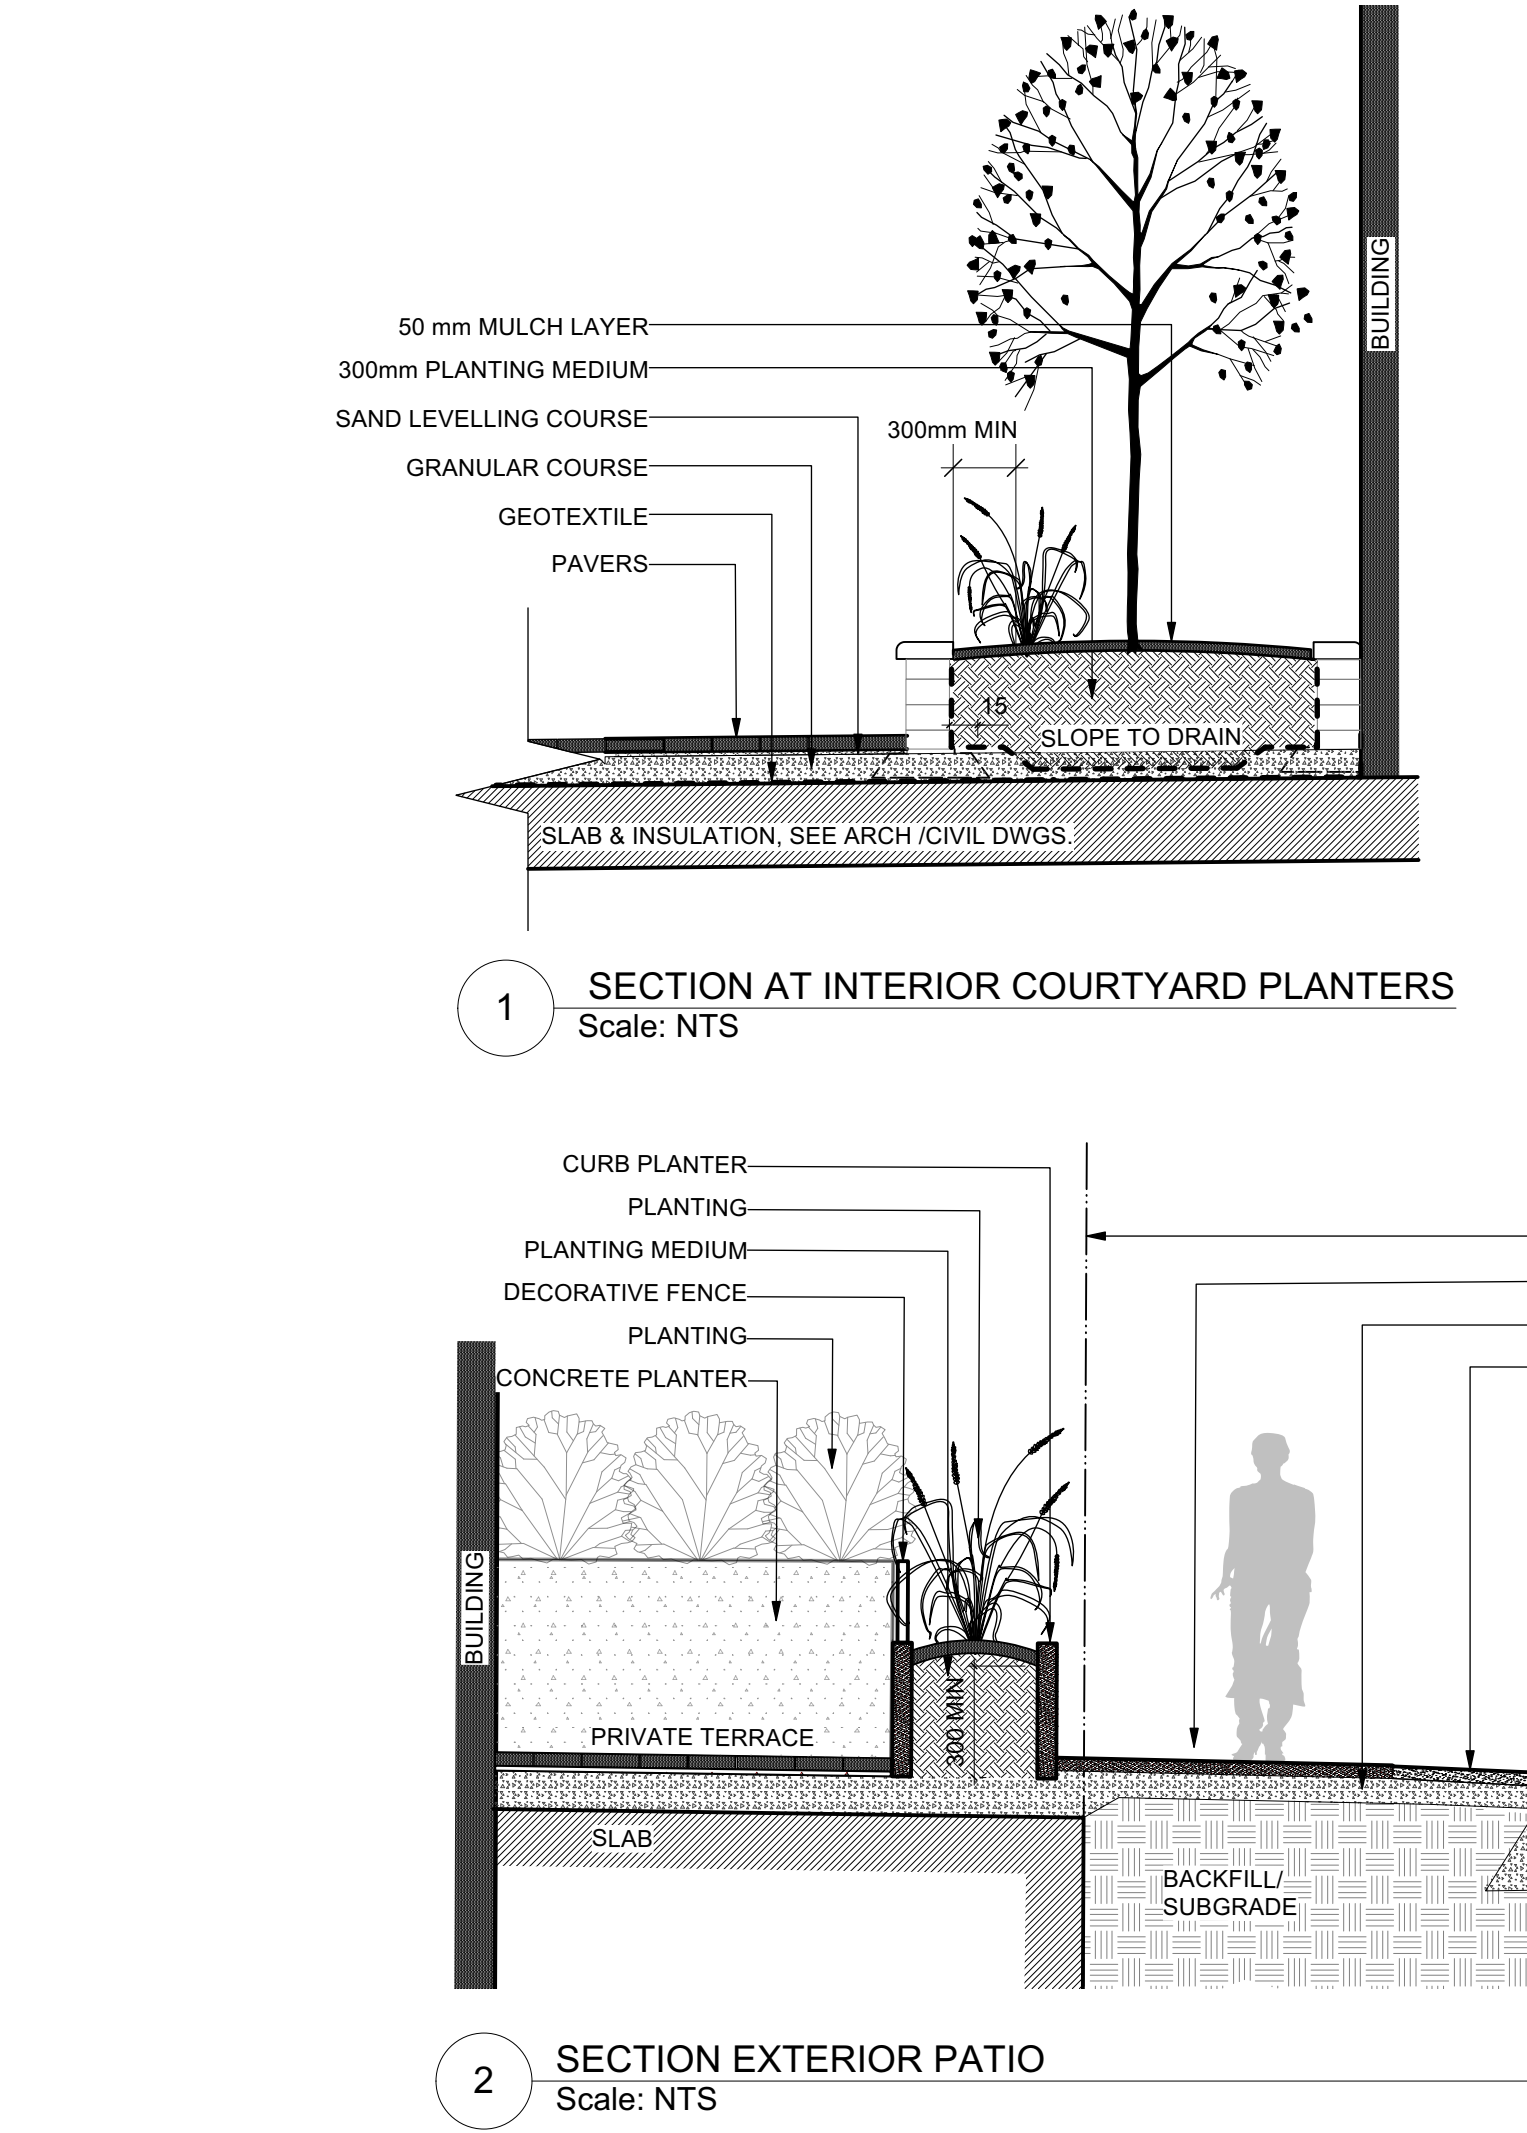 50 mm MULCH LAYER
300mm PLANTING MEDIUM
SAND LEVELLING COURSE
GRANULAR COURSE
GEOTEXTILE
PAVERS
300mm MIN
BUILDING
15
SLOPE TO DRAIN
SLAB & INSULATION, SEE ARCH /CIVIL DWGS.
1
SECTION AT INTERIOR COURTYARD PLANTERS
Scale: NTS
CURB PLANTER
PLANTING
PLANTING MEDIUM
DECORATIVE FENCE
PLANTING
CONCRETE PLANTER
BUILDING
PRIVATE TERRACE
300 MIN
SLAB
BACKFILL/
SUBGRADE
2
SECTION EXTERIOR PATIO
Scale: NTS